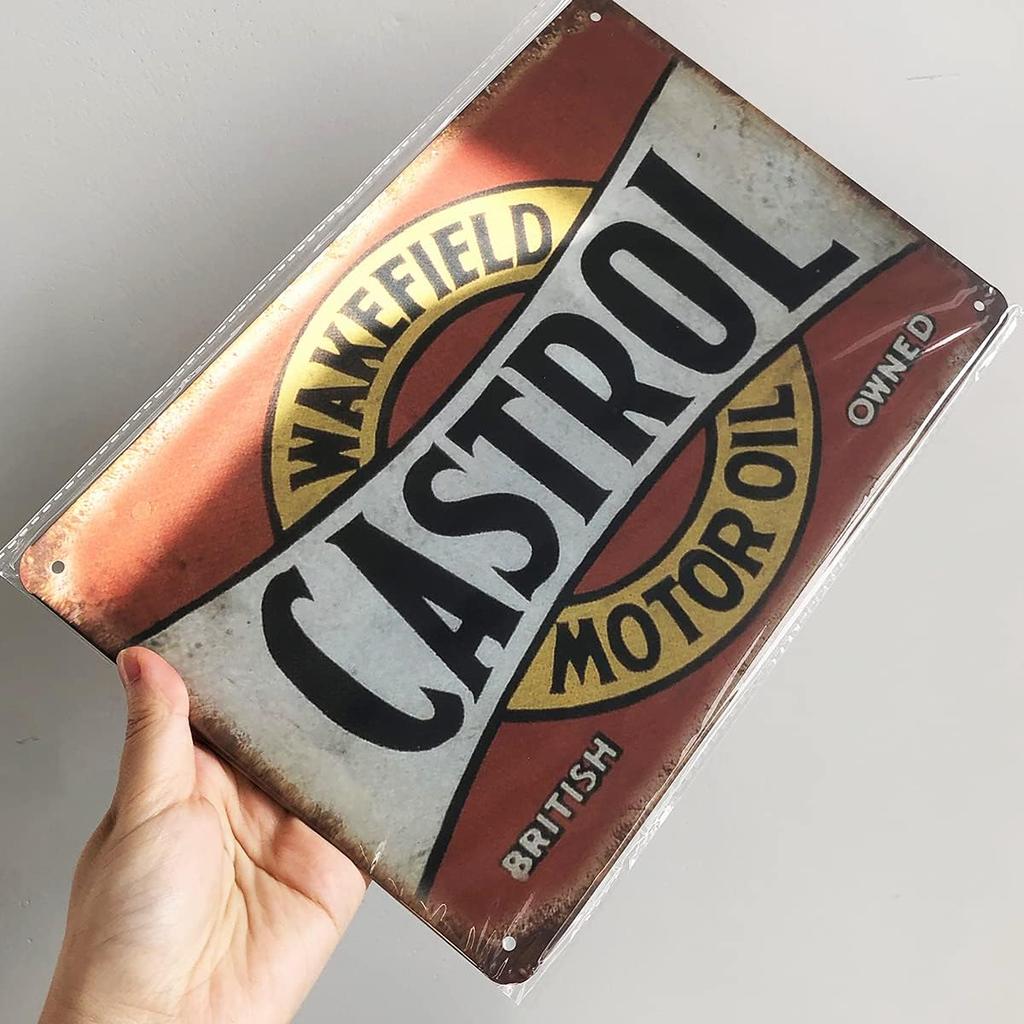 WAKEFIELD
CASTROL
MOTOR OIL
BRITISH OWNED